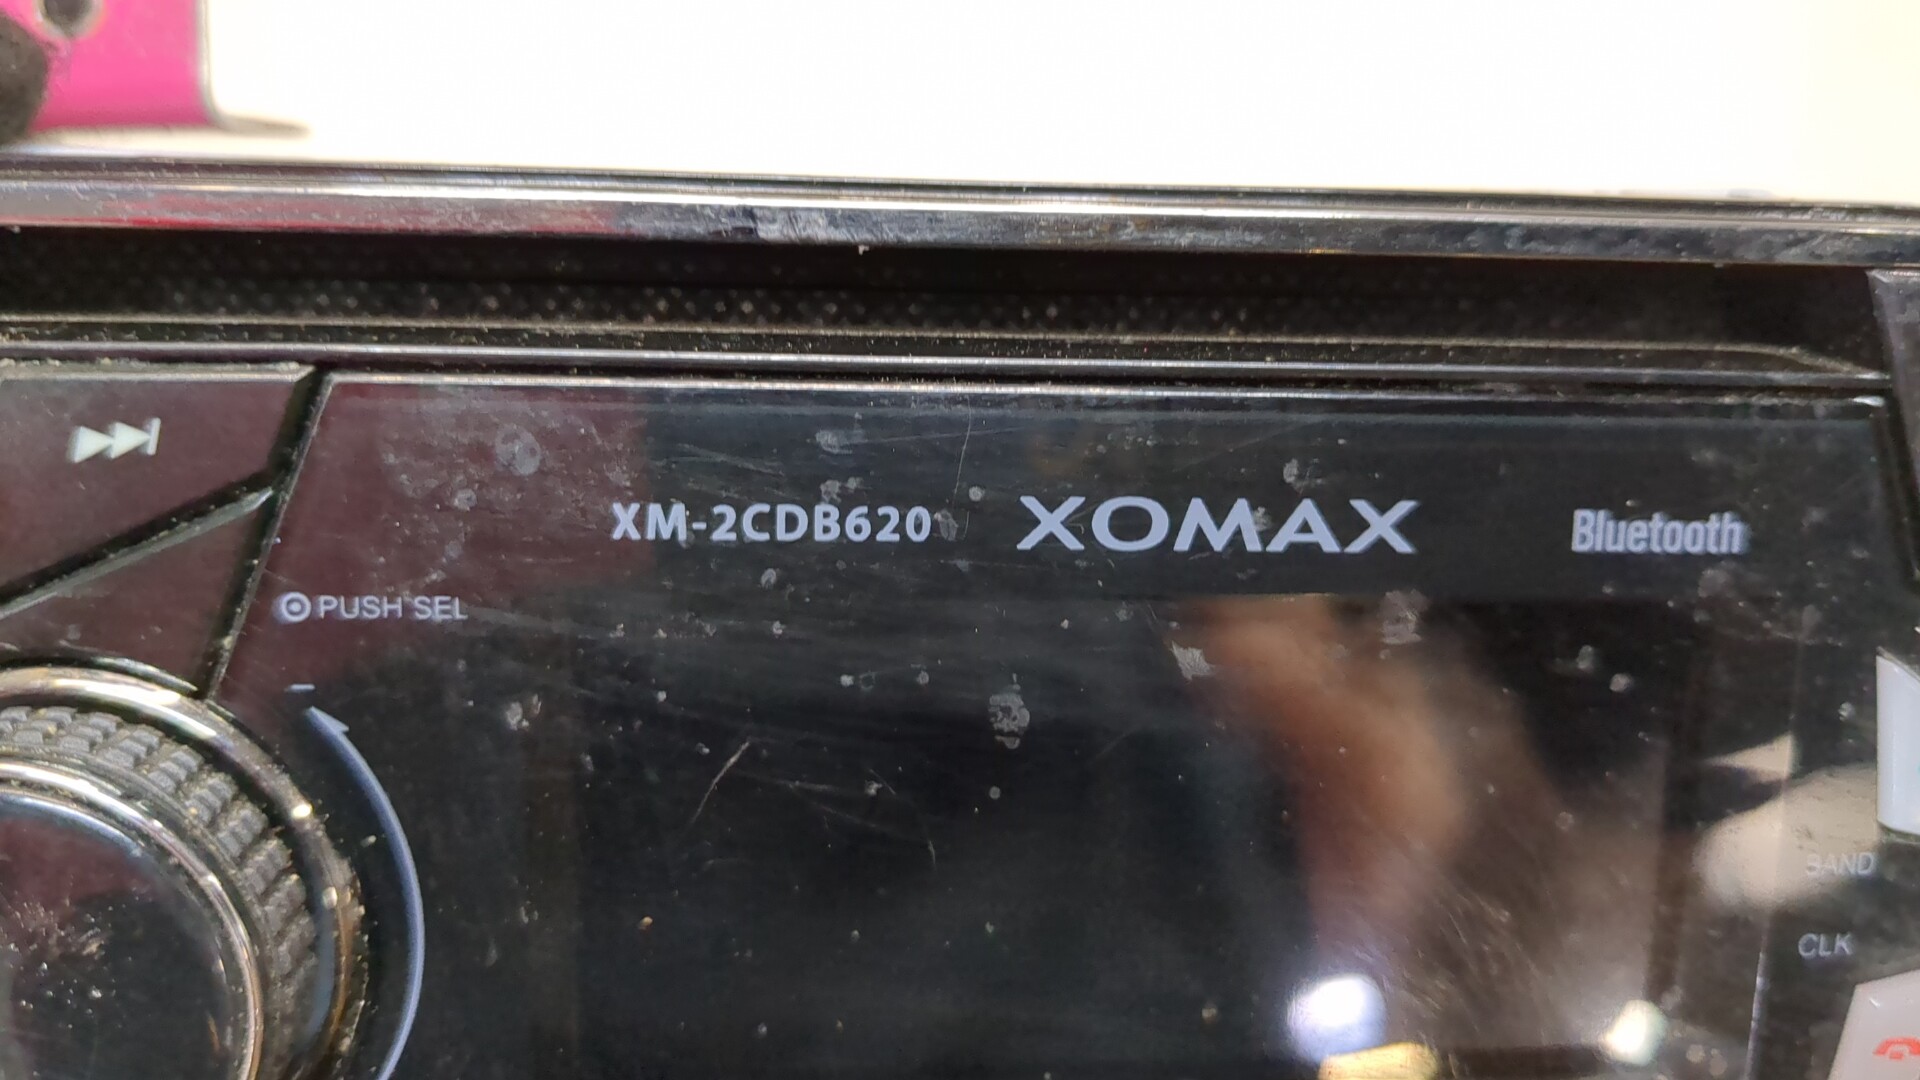 XM-2CDB620 XOMAX Bluetooth
PUSH SEL
BAND
CLK